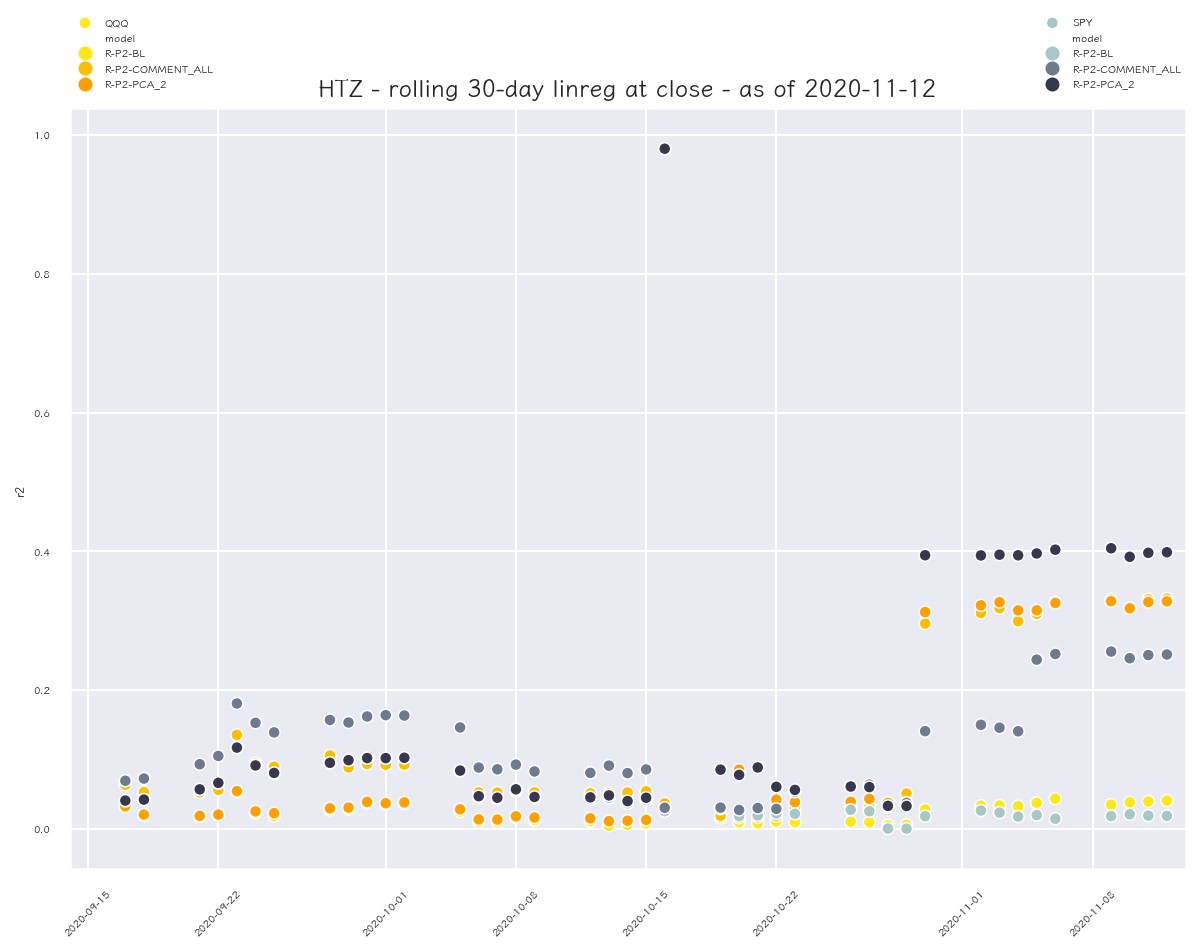 QQQ
model
R-P2-BL
R-P2-COMMENT_ALL
R-P2-PCA_2
SPY
model
R-P2-BL
R-P2-COMMENT_ALL
R-P2-PCA_2
HTZ - rolling 30-day linreg at close - as of 2020-11-12
1.0
0.8
0.6
0.4
0.2
0.0
r2
2020-09-15
2020-09-22
2020-10-01
2020-10-08
2020-10-15
2020-10-22
2020-11-01
2020-11-08